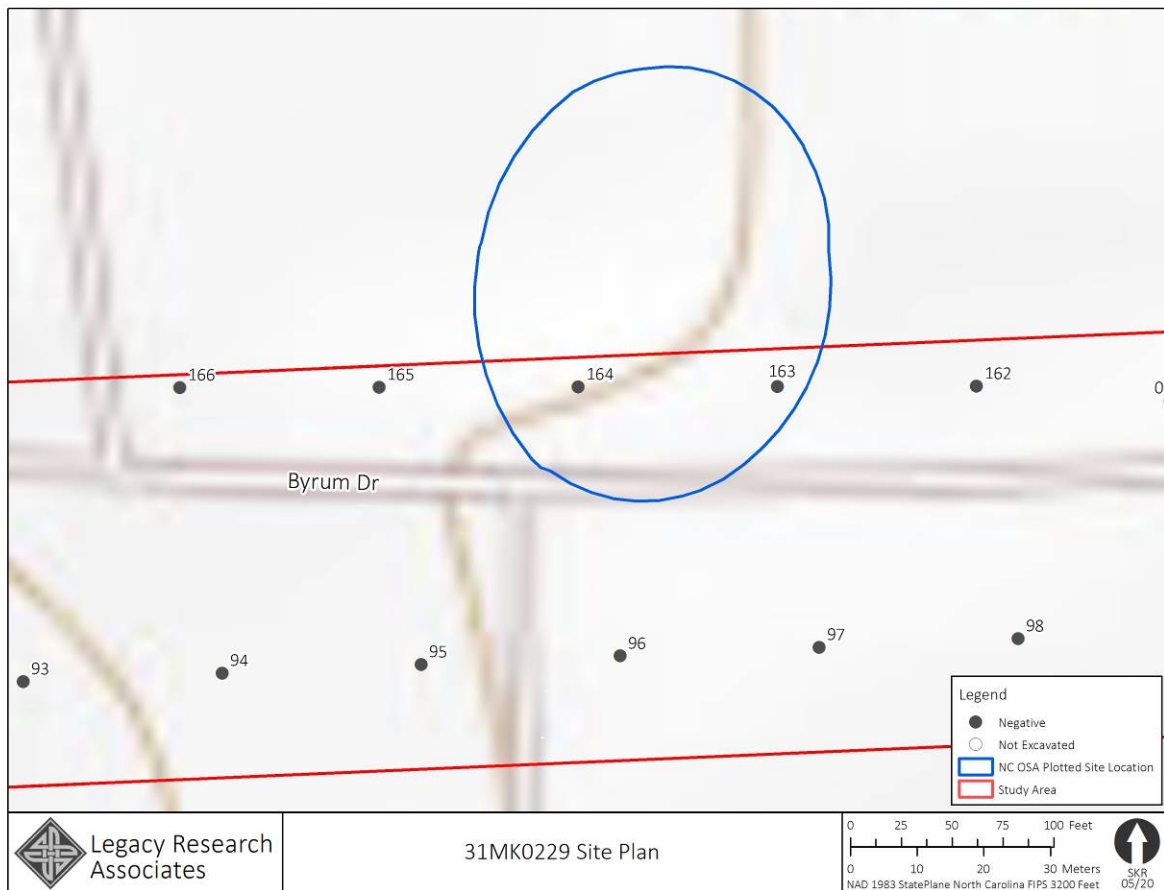 166
165
164
163
162
0
Byrum Dr
93
94
95
96
97
98
Legend
Negative
Not Excavated
NC OSA Plotted Site Location
Study Area
Legacy Research
Associates
31MK0229 Site Plan
0 25 50 75 100 Feet
0 10 20 30 Meters
NAD 1983 StatePlane North Carolina FIPS 3200 Feet
SKR
05/20